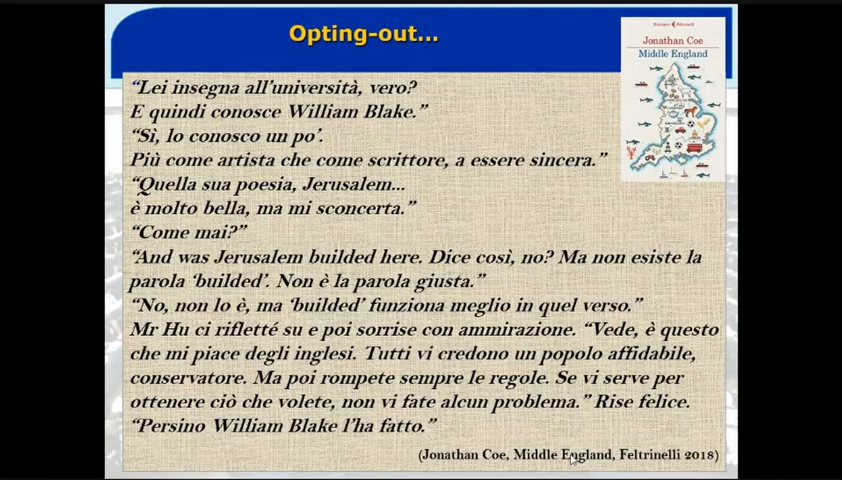 Opting-out...
Jonathan Coe
Middle England
“Lei insegna all’università, vero?
E quindi conosce William Blake.”
“Sì, lo conosco un po’.
Più come artista che come scrittore, a essere sincera.”
“Quella sua poesia, Jerusalem...
è molto bella, ma mi sconcerta.”
“Come mai?”
“And was Jerusalem builded here. Dice così, no? Ma non esiste la
parola ‘builded’. Non è la parola giusta.”
“No, non lo è, ma ‘builded’ funziona meglio in quel verso.”
Mr Hu ci rifletté su e poi sorrise con ammirazione. “Vede, è questo
che mi piace degli inglesi. Tutti vi credono un popolo affidabile,
conservatore. Ma poi rompete sempre le regole. Se vi serve per
ottenere ciò che volete, non vi fate alcun problema.” Rise felice.
“Persino William Blake l’ha fatto.”
(Jonathan Coe, Middle England, Feltrinelli 2018)